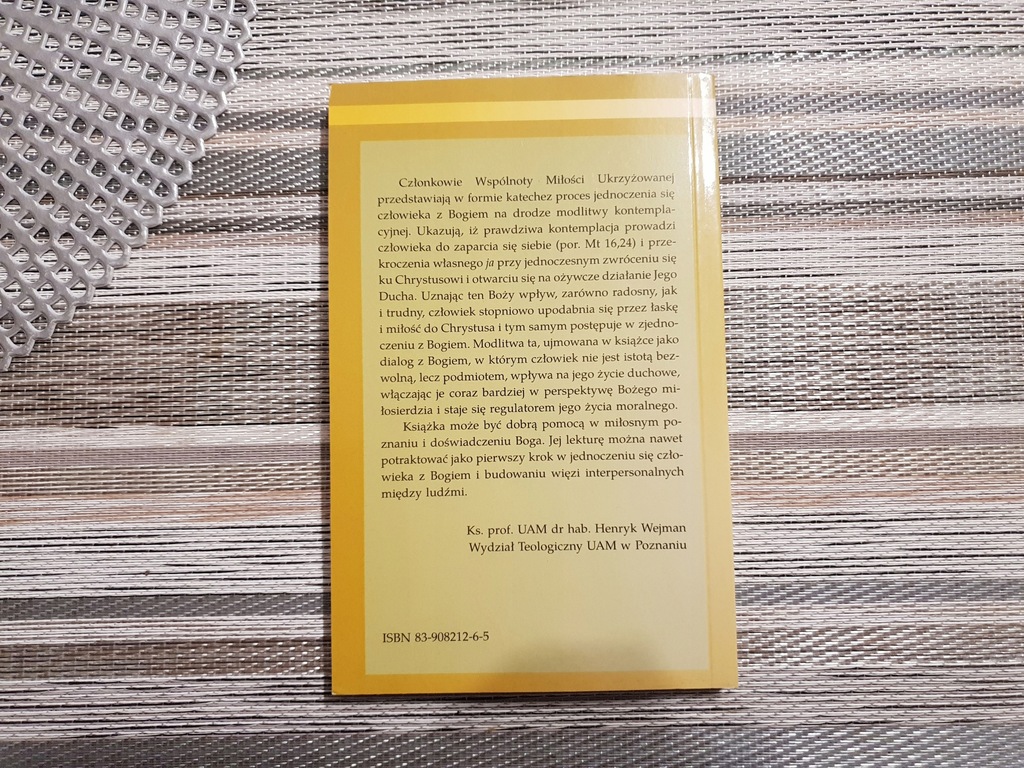 Członkowie Wspólnoty Miłości Ukrzyżowanej
przedstawiają w formie katechez proces jednoczenia się
człowieka z Bogiem na drodze modlitwy kontempla-
cyjnej. Ukazują, iż prawdziwa kontemplacja prowadzi
człowieka do zaparcia się siebie (por. Mt 16,24) i prze-
kroczenia własnego ja przy jednoczesnym zwróceniu się
ku Chrystusowi i otwarciu się na ożywcze działanie Jego
Ducha. Uznając ten Boży wpływ, zarówno radosny, jak
i trudny, człowiek stopniowo upodabnia się przez łaskę
i miłość do Chrystusa i tym samym postępuje w zjedno-
czeniu z Bogiem. Modlitwa ta, ujmowana w książce jako
dialog z Bogiem, w którym człowiek nie jest istotą bez-
wolną, lecz podmiotem, wpływa na jego życie duchowe,
włączając je coraz bardziej w perspektywę Bożego mi-
łosierdzia i staje się regulatorem jego życia moralnego.
Książka może być dobrą pomocą w miłosnym po-
znaniu i doświadczeniu Boga. Jej lekturę można nawet
potraktować jako pierwszy krok w jednoczeniu się czło-
wieka z Bogiem i budowaniu więzi interpersonalnych
między ludźmi.
Ks. prof. UAM dr hab. Henryk Wejman
Wydział Teologiczny UAM w Poznaniu
ISBN 83-908212-6-5